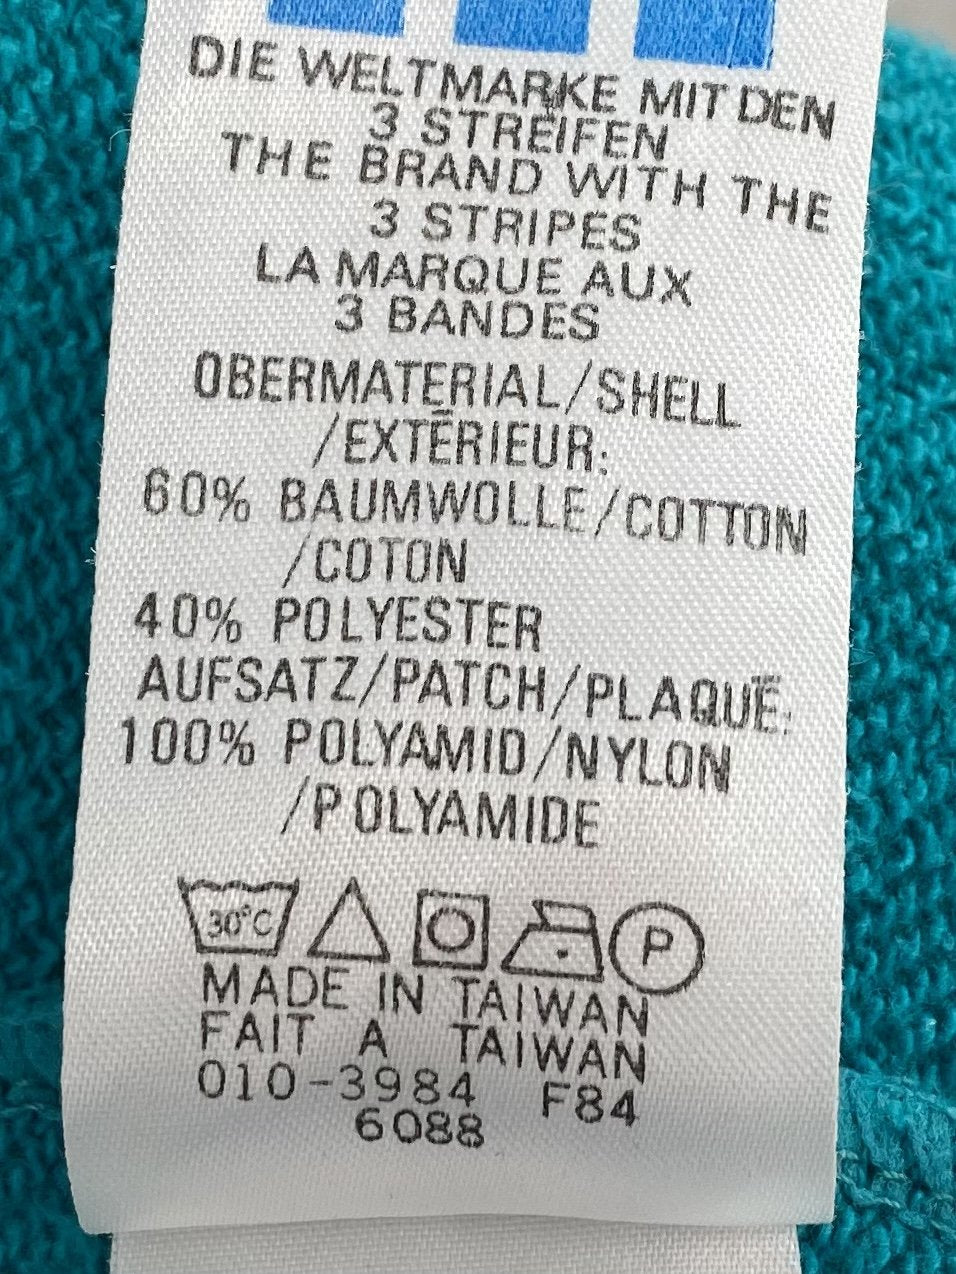 DIE WELTMARKE MIT DEN
3 STREIFEN
THE BRAND WITH THE
3 STRIPES
LA MARQUE AUX
3 BANDES
OBERMATERIAL/SHELL
/EXTÉRIEUR:
60% BAUMWOLLE/COTTON
/COTON
40% POLYESTER
AUFSATZ/PATCH/PLAQUÉ:
100% POLYAMID/NYLON
/POLYAMIDE
30°C P
MADE IN TAIWAN
FAIT A TAIWAN
010-3984 F84
6088